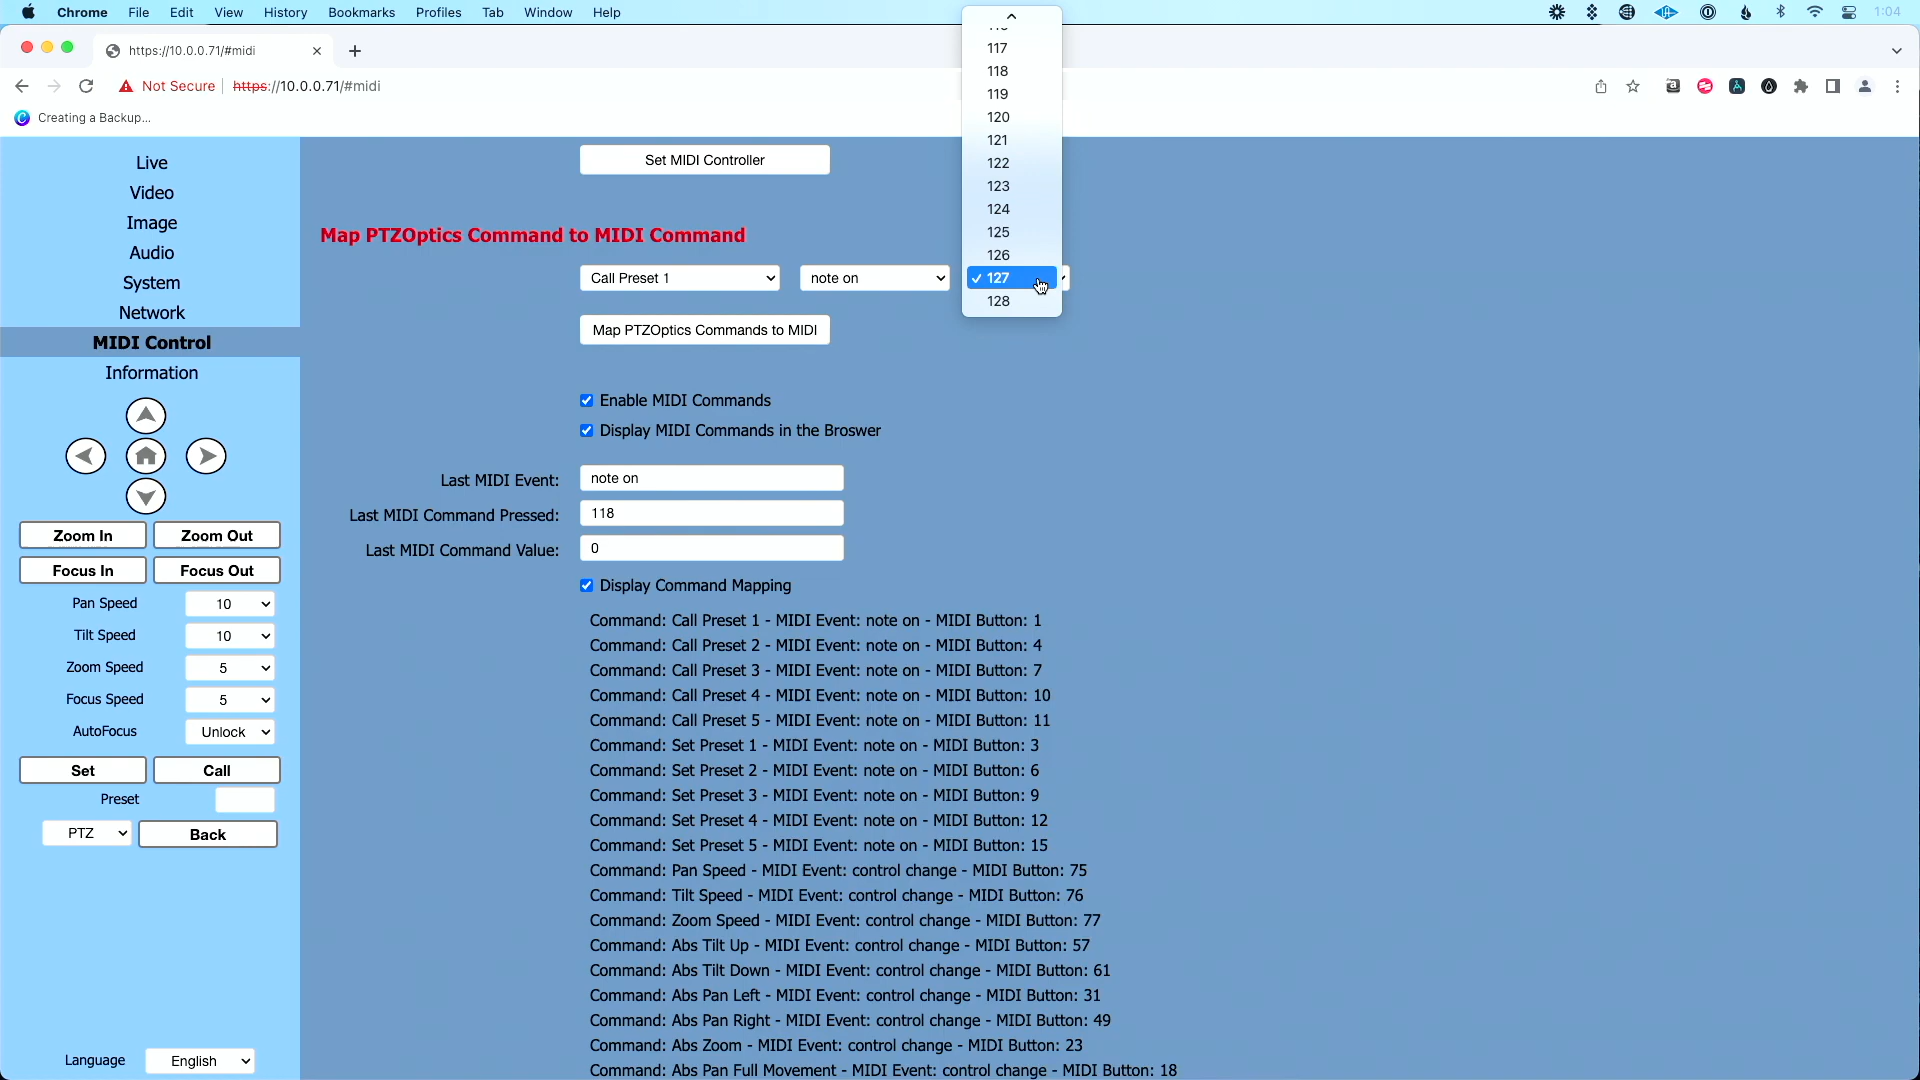 Chrome File Edit View History Bookmarks Profiles Tab Window Help 1:04
https://10.0.0.71/#midi
Not Secure https://10.0.0.71/#midi
Creating a Backup...
117
118
119
120
121
122
123
124
125
126
127
128
Live
Video
Image
Audio
System
Network
MIDI Control
Information
Zoom In Zoom Out
Focus In Focus Out
Pan Speed 10
Tilt Speed 10
Zoom Speed 5
Focus Speed 5
AutoFocus Unlock
Set Call
Preset
PTZ Back
Language English
Set MIDI Controller
Map PTZOptics Command to MIDI Command
Call Preset 1 note on
Map PTZOptics Commands to MIDI
Enable MIDI Commands
Display MIDI Commands in the Broswer
Last MIDI Event: note on
Last MIDI Command Pressed: 118
Last MIDI Command Value: 0
Display Command Mapping
Command: Call Preset 1 - MIDI Event: note on - MIDI Button: 1
Command: Call Preset 2 - MIDI Event: note on - MIDI Button: 4
Command: Call Preset 3 - MIDI Event: note on - MIDI Button: 7
Command: Call Preset 4 - MIDI Event: note on - MIDI Button: 10
Command: Call Preset 5 - MIDI Event: note on - MIDI Button: 11
Command: Set Preset 1 - MIDI Event: note on - MIDI Button: 3
Command: Set Preset 2 - MIDI Event: note on - MIDI Button: 6
Command: Set Preset 3 - MIDI Event: note on - MIDI Button: 9
Command: Set Preset 4 - MIDI Event: note on - MIDI Button: 12
Command: Set Preset 5 - MIDI Event: note on - MIDI Button: 15
Command: Pan Speed - MIDI Event: control change - MIDI Button: 75
Command: Tilt Speed - MIDI Event: control change - MIDI Button: 76
Command: Zoom Speed - MIDI Event: control change - MIDI Button: 77
Command: Abs Tilt Up - MIDI Event: control change - MIDI Button: 57
Command: Abs Tilt Down - MIDI Event: control change - MIDI Button: 61
Command: Abs Pan Left - MIDI Event: control change - MIDI Button: 31
Command: Abs Pan Right - MIDI Event: control change - MIDI Button: 49
Command: Abs Zoom - MIDI Event: control change - MIDI Button: 23
Command: Abs Pan Full Movement - MIDI Event: control change - MIDI Button: 18